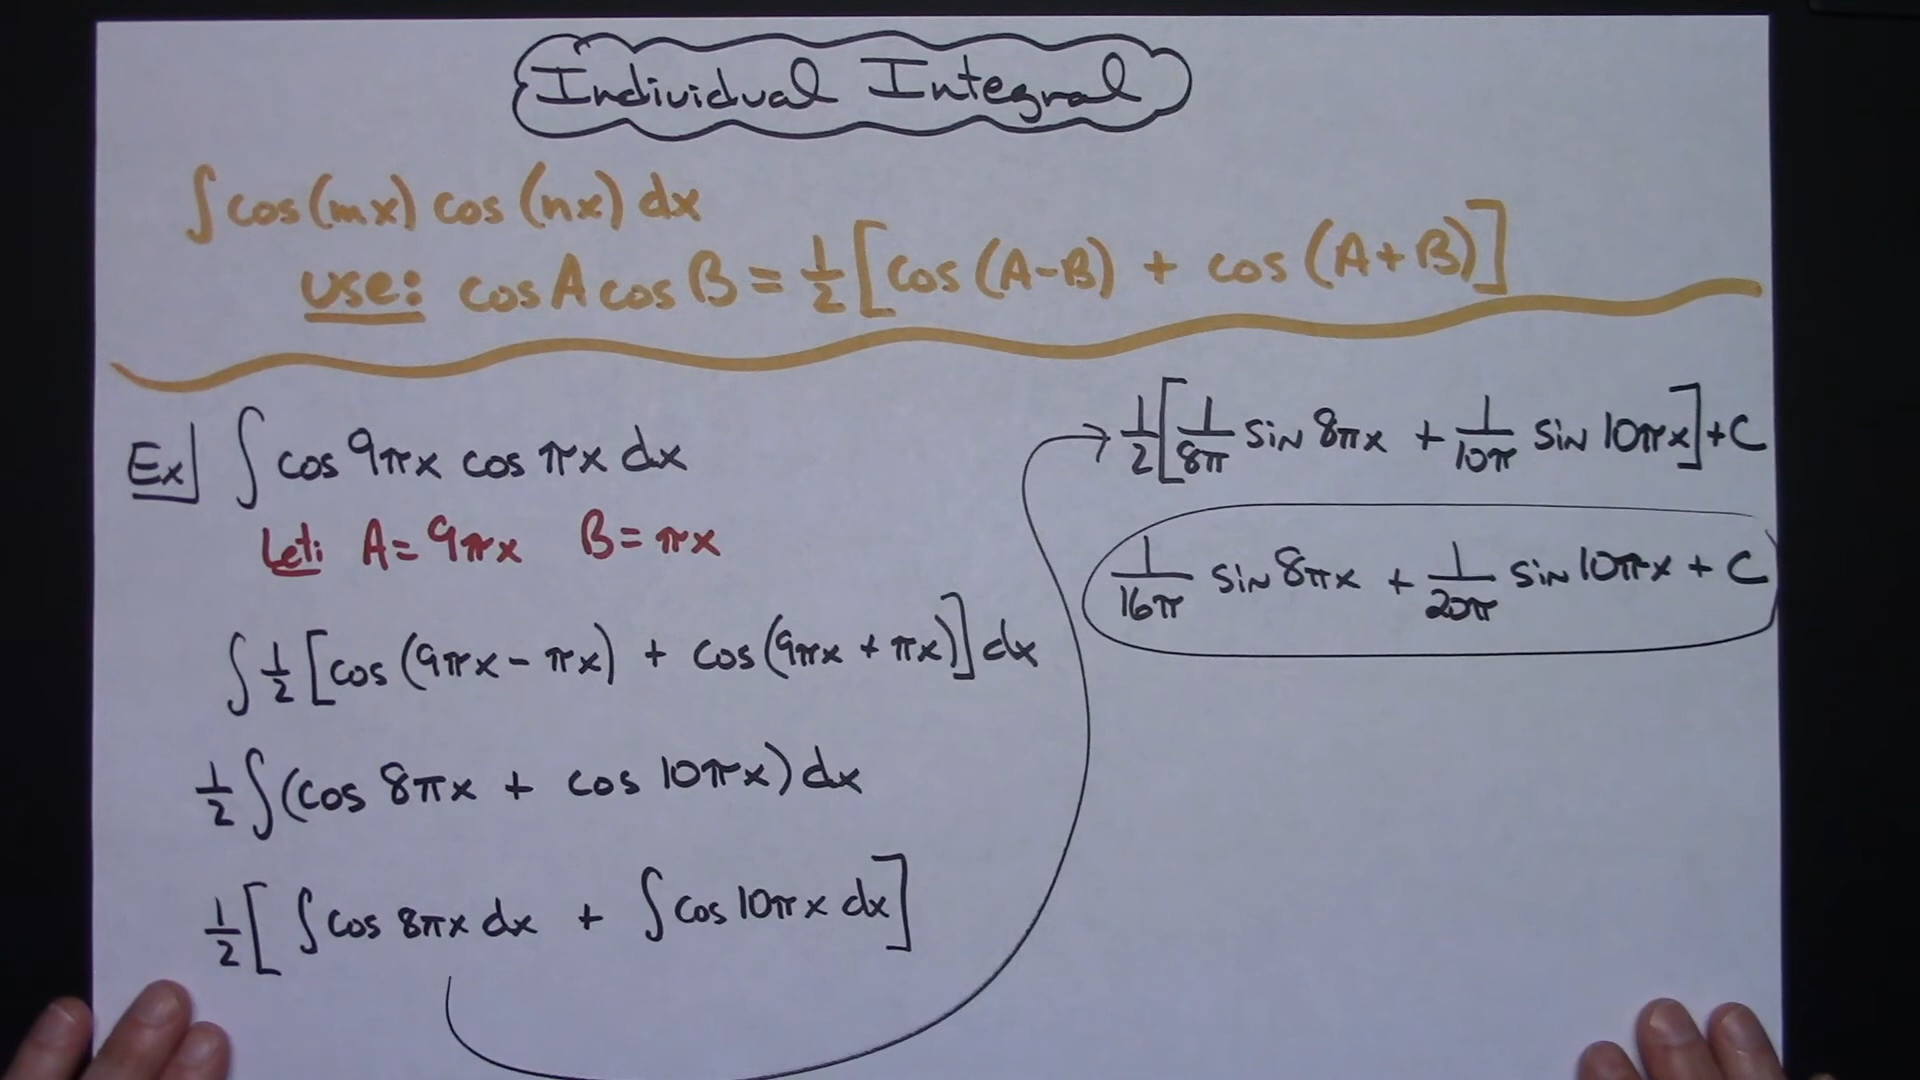 Individual Integral
∫ cos(mx) cos(nx) dx
use: cos A cos B = 1/2 [cos(A-B) + cos(A+B)]
Ex] ∫ cos 9πx cos πx dx
Let: A = 9πx B = πx
∫ 1/2 [cos(9πx - πx) + cos(9πx + πx)] dx
1/2 ∫ (cos 8πx + cos 10πx) dx
1/2 [∫ cos 8πx dx + ∫ cos 10πx dx]
→ 1/2 [1/8π sin 8πx + 1/10π sin 10πx] + C
1/16π sin 8πx + 1/20π sin 10πx + C